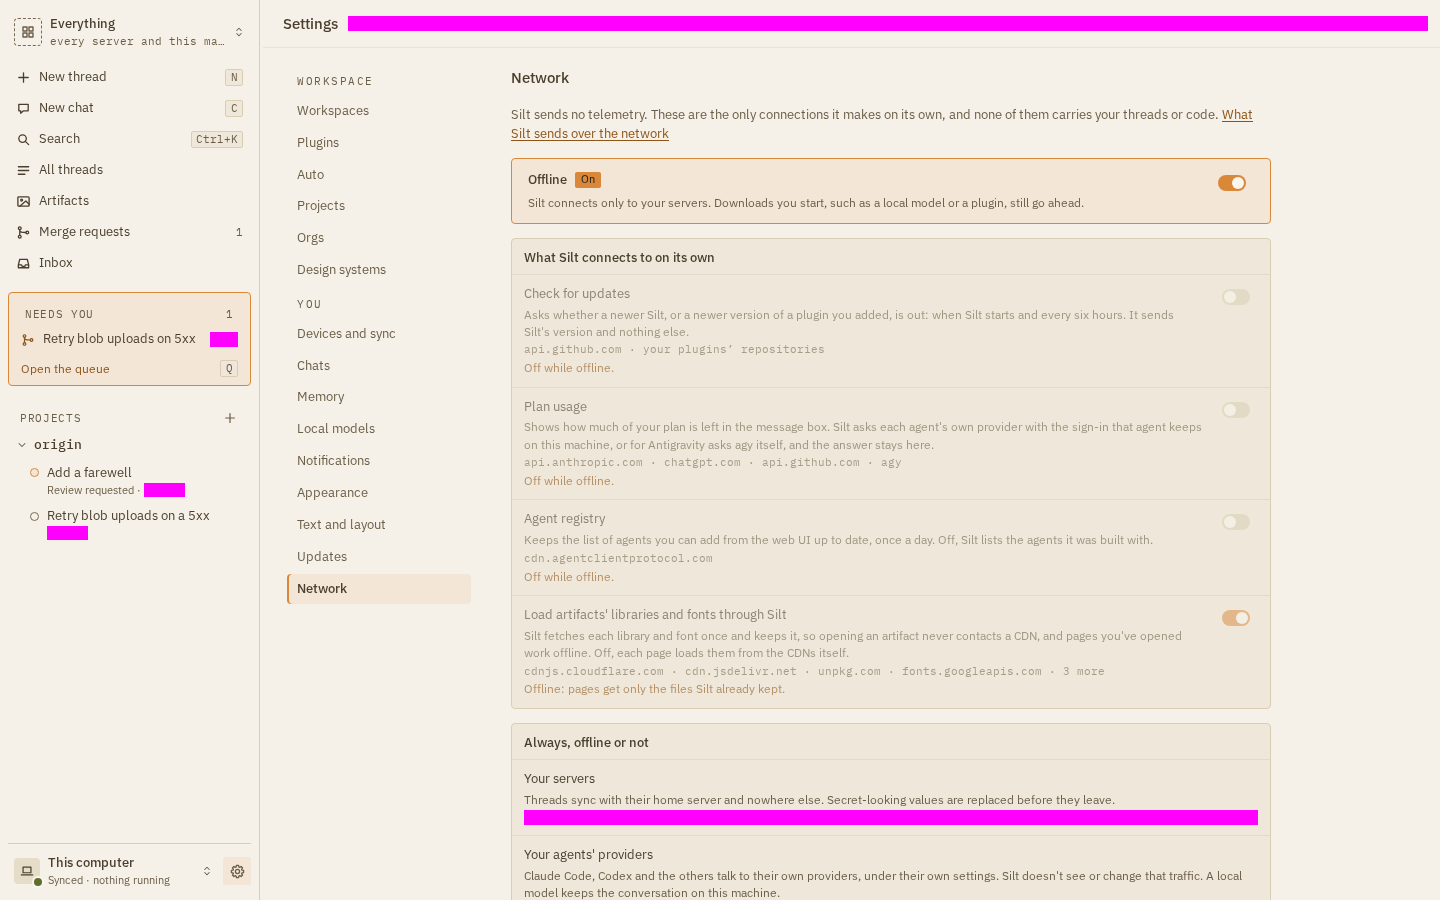 Everything
every server and this ma…
New thread N
New chat C
Search Ctrl+K
All threads
Artifacts
Merge requests 1
Inbox
NEEDS YOU 1
Retry blob uploads on 5xx
Open the queue Q
PROJECTS
origin
Add a farewell
Review requested ·
Retry blob uploads on a 5xx
This computer
Synced · nothing running
Settings
WORKSPACE
Workspaces
Plugins
Auto
Projects
Orgs
Design systems
YOU
Devices and sync
Chats
Memory
Local models
Notifications
Appearance
Text and layout
Updates
Network
Network
Silt sends no telemetry. These are the only connections it makes on its own, and none of them carries your threads or code. What
Silt sends over the network
Offline On
Silt connects only to your servers. Downloads you start, such as a local model or a plugin, still go ahead.
What Silt connects to on its own
Check for updates
Asks whether a newer Silt, or a newer version of a plugin you added, is out: when Silt starts and every six hours. It sends
Silt's version and nothing else.
api.github.com · your plugins’ repositories
Off while offline.
Plan usage
Shows how much of your plan is left in the message box. Silt asks each agent's own provider with the sign-in that agent keeps
on this machine, or for Antigravity asks agy itself, and the answer stays here.
api.anthropic.com · chatgpt.com · api.github.com · agy
Off while offline.
Agent registry
Keeps the list of agents you can add from the web UI up to date, once a day. Off, Silt lists the agents it was built with.
cdn.agentclientprotocol.com
Off while offline.
Load artifacts' libraries and fonts through Silt
Silt fetches each library and font once and keeps it, so opening an artifact never contacts a CDN, and pages you've opened
work offline. Off, each page loads them from the CDNs itself.
cdnjs.cloudflare.com · cdn.jsdelivr.net · unpkg.com · fonts.googleapis.com · 3 more
Offline: pages get only the files Silt already kept.
Always, offline or not
Your servers
Threads sync with their home server and nowhere else. Secret-looking values are replaced before they leave.
Your agents' providers
Claude Code, Codex and the others talk to their own providers, under their own settings. Silt doesn't see or change that traffic. A local
model keeps the conversation on this machine.